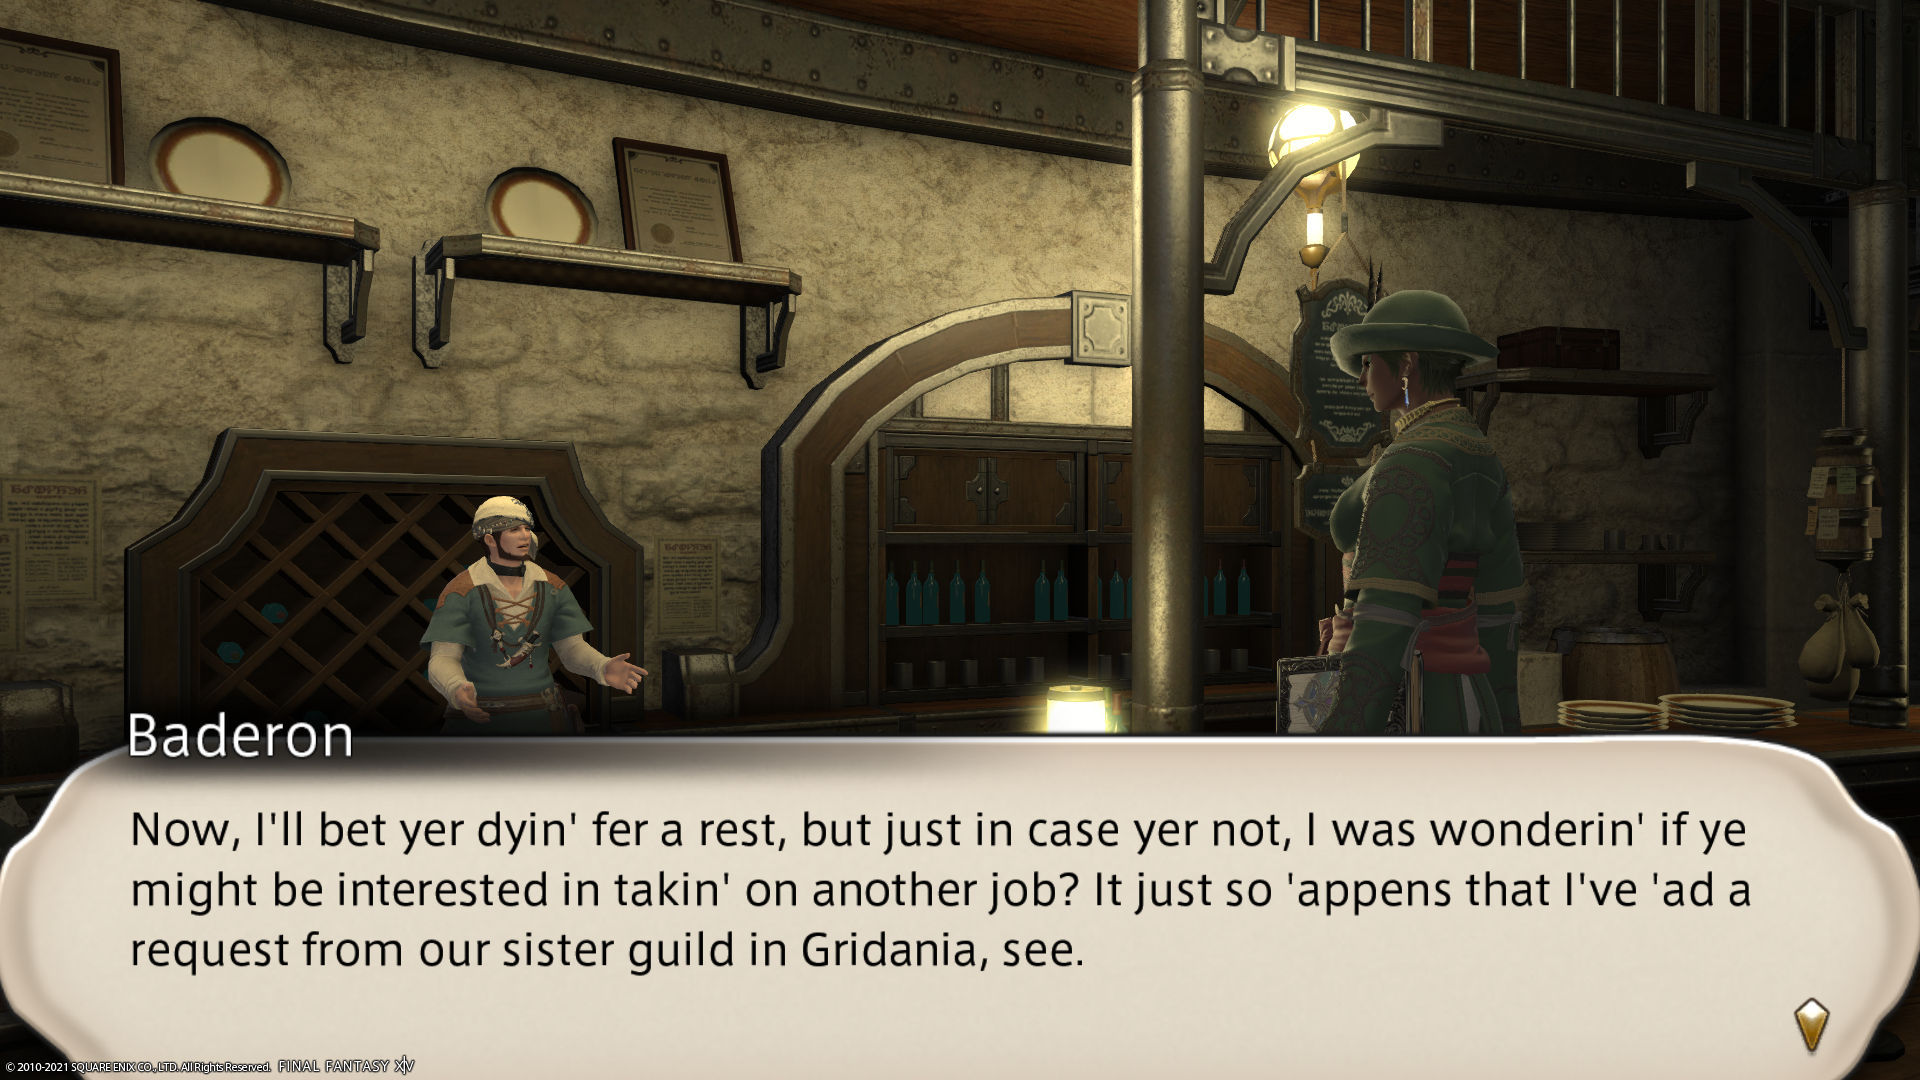 Baderon
Now, I'll bet yer dyin' fer a rest, but just in case yer not, I was wonderin' if ye
might be interested in takin' on another job? It just so 'appens that I've 'ad a
request from our sister guild in Gridania, see.
© 2010-2021 SQUARE ENIX CO., LTD. All Rights Reserved. FINAL FANTASY XIV